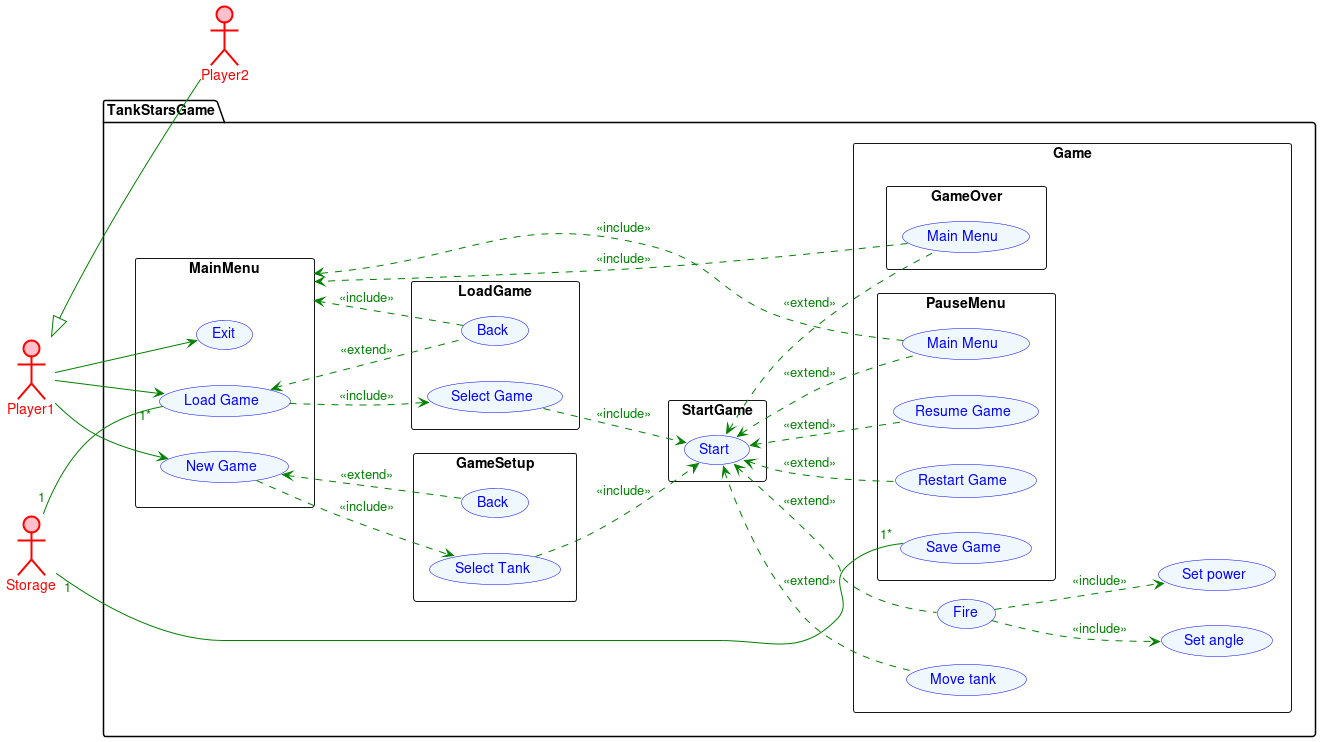 Player2
TankStarsGame
Game
GameOver
Main Menu
«include»
«include»
MainMenu
LoadGame
PauseMenu
«include»
«extend»
Exit
Back
Main Menu
«extend»
«extend»
Player1
Load Game
1*
«include»
Select Game
«include»
StartGame
Start
Resume Game
«extend»
New Game
GameSetup
«extend»
Back
«include»
«include»
«extend»
Restart Game
1
«extend»
Storage
1
Select Tank
1*
Save Game
«extend»
Fire
«include»
Set power
«include»
Set angle
Move tank